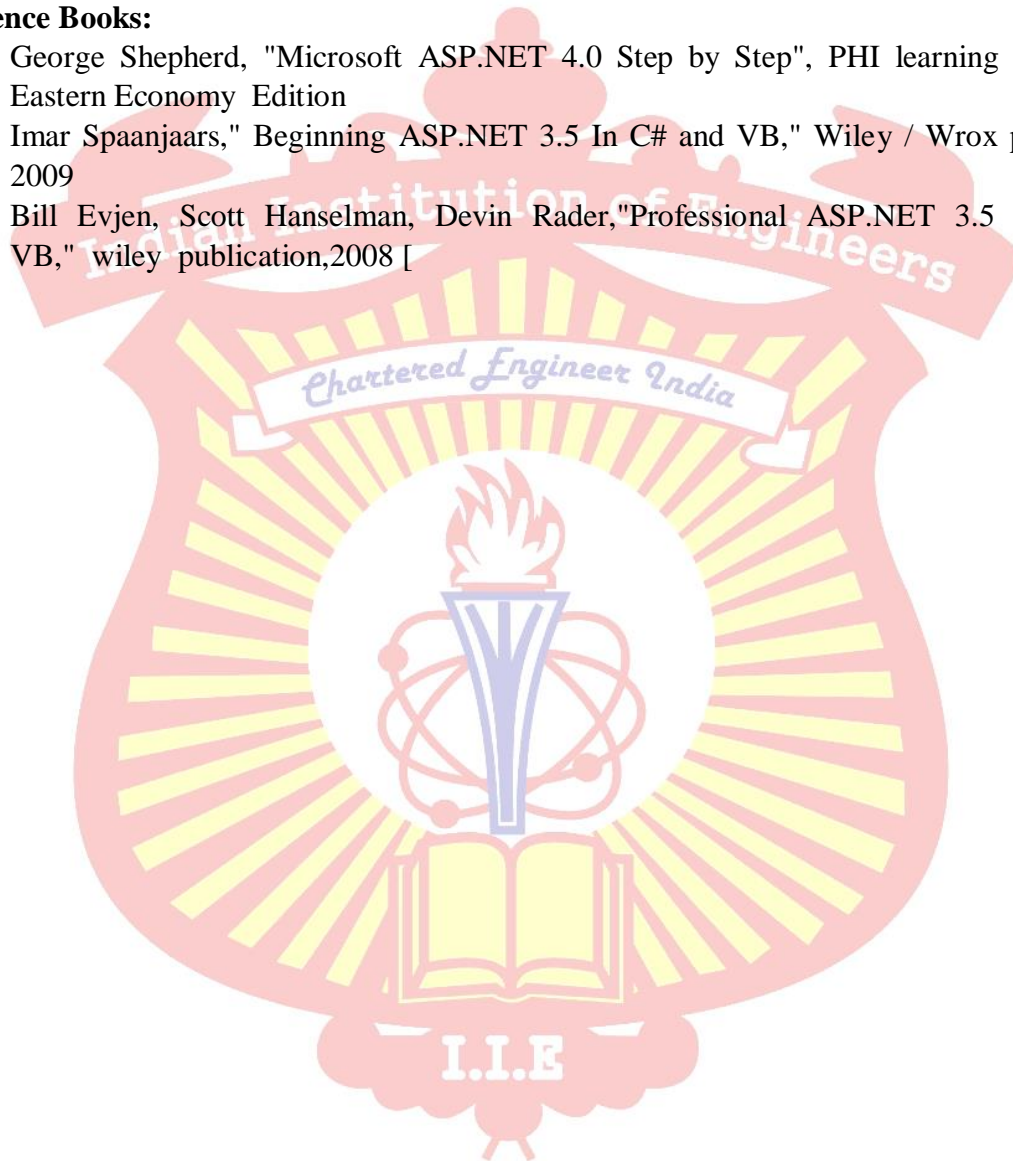 ence Books:
George Shepherd, "Microsoft ASP.NET 4.0 Step by Step", PHI learning
Eastern Economy Edition
Imar Spaanjaars," Beginning ASP.NET 3.5 In C# and VB," Wiley / Wrox p
2009
Bill Evjen, Scott Hanselman, Devin Rader,"Professional ASP.NET 3.5
VB," wiley publication,2008 [
Indian Institution of Engineers
Chartered Engineer India
I.I.E